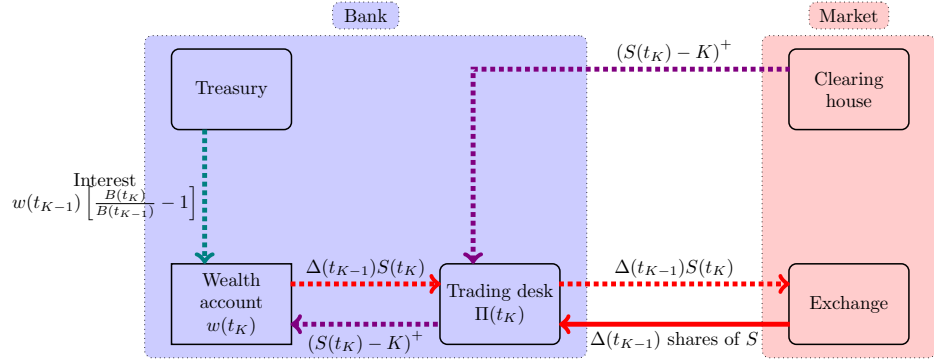 Bank
Market
Treasury
(S(t_K) − K)^+
Clearing
house
Interest
w(t_{K−1}) [B(t_K)/B(t_{K−1}) − 1]
Wealth
account
w(t_K)
Δ(t_{K−1})S(t_K)
(S(t_K) − K)^+
Trading desk
Π(t_K)
Δ(t_{K−1})S(t_K)
Δ(t_{K−1}) shares of S
Exchange